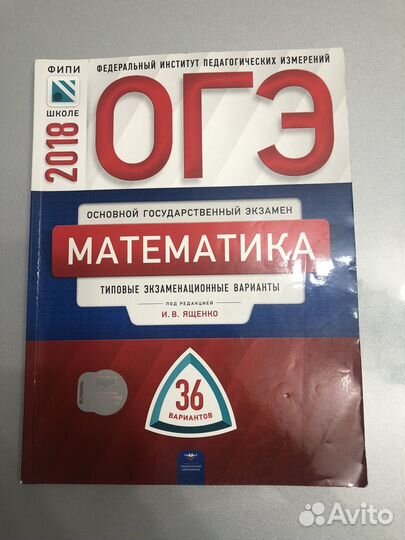 ФИПИ
ШКОЛЕ
ФЕДЕРАЛЬНЫЙ ИНСТИТУТ ПЕДАГОГИЧЕСКИХ ИЗМЕРЕНИЙ
2018
ОГЭ
ОСНОВНОЙ ГОСУДАРСТВЕННЫЙ ЭКЗАМЕН
МАТЕМАТИКА
ТИПОВЫЕ ЭКЗАМЕНАЦИОННЫЕ ВАРИАНТЫ
ПОД РЕДАКЦИЕЙ
И. В. ЯЩЕНКО
36
ВАРИАНТОВ
Avito